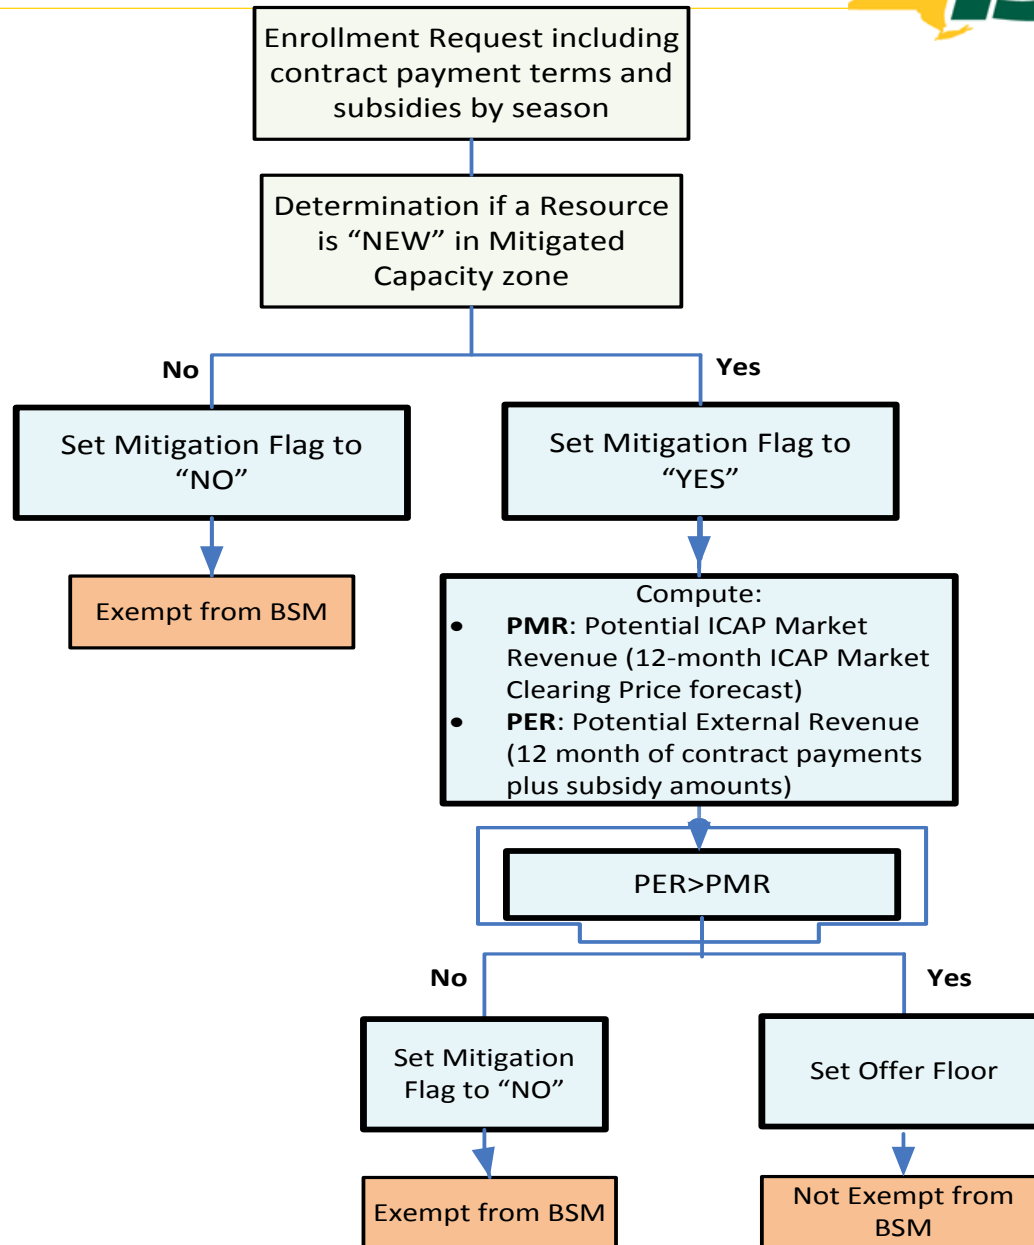 Enrollment Request including
contract payment terms and
subsidies by season
Determination if a Resource
is “NEW” in Mitigated
Capacity zone
No
Yes
Set Mitigation Flag to
“NO”
Set Mitigation Flag to
“YES”
Exempt from BSM
Compute:
• PMR: Potential ICAP Market
Revenue (12-month ICAP Market
Clearing Price forecast)
• PER: Potential External Revenue
(12 month of contract payments
plus subsidy amounts)
PER>PMR
No
Yes
Set Mitigation
Flag to “NO”
Set Offer Floor
Exempt from BSM
Not Exempt from
BSM